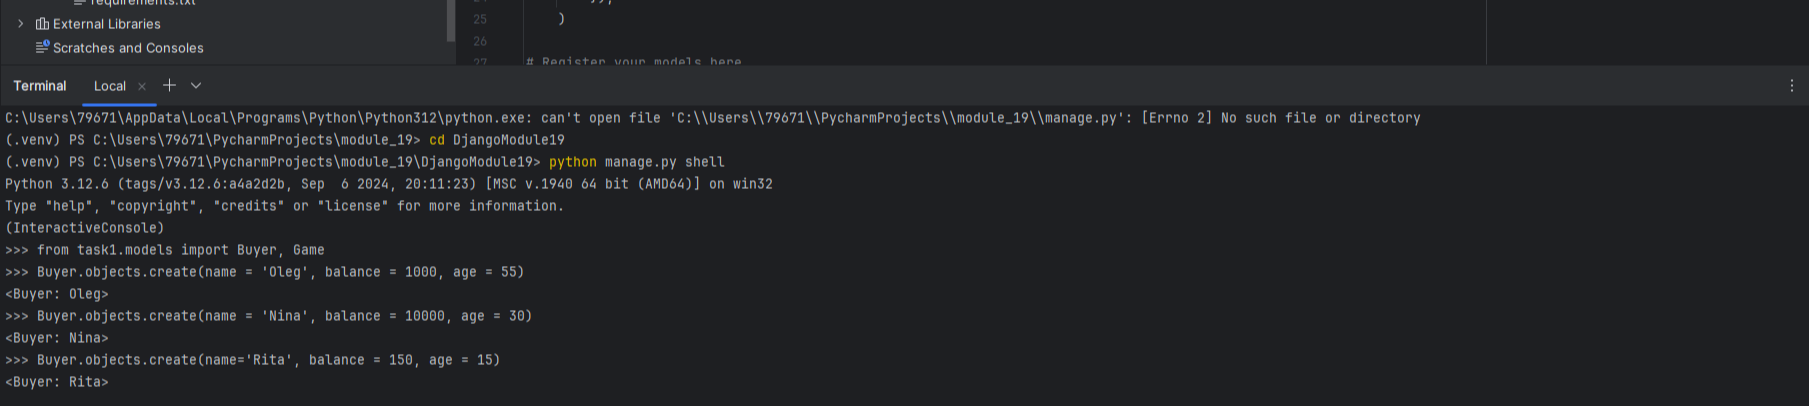 requirements.txt
External Libraries
Scratches and Consoles
25 )
26
27 # Register your models here
Terminal Local
C:\Users\79671\AppData\Local\Programs\Python\Python312\python.exe: can't open file 'C:\\Users\\79671\\PycharmProjects\\module_19\\manage.py': [Errno 2] No such file or directory
(.venv) PS C:\Users\79671\PycharmProjects\module_19> cd DjangoModule19
(.venv) PS C:\Users\79671\PycharmProjects\module_19\DjangoModule19> python manage.py shell
Python 3.12.6 (tags/v3.12.6:a4a2d2b, Sep  6 2024, 20:11:23) [MSC v.1940 64 bit (AMD64)] on win32
Type "help", "copyright", "credits" or "license" for more information.
(InteractiveConsole)
>>> from task1.models import Buyer, Game
>>> Buyer.objects.create(name = 'Oleg', balance = 1000, age = 55)
<Buyer: Oleg>
>>> Buyer.objects.create(name = 'Nina', balance = 10000, age = 30)
<Buyer: Nina>
>>> Buyer.objects.create(name='Rita', balance = 150, age = 15)
<Buyer: Rita>